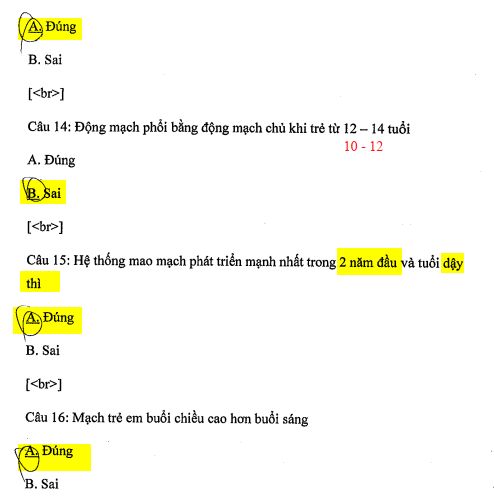 A. Đúng
B. Sai
[<br>]
Câu 14: Động mạch phổi bằng động mạch chủ khi trẻ từ 12 – 14 tuổi
10 - 12
A. Đúng
B. Sai
[<br>]
Câu 15: Hệ thống mao mạch phát triển mạnh nhất trong 2 năm đầu và tuổi dậy
thì
A. Đúng
B. Sai
[<br>]
Câu 16: Mạch trẻ em buổi chiều cao hơn buổi sáng
A. Đúng
B. Sai